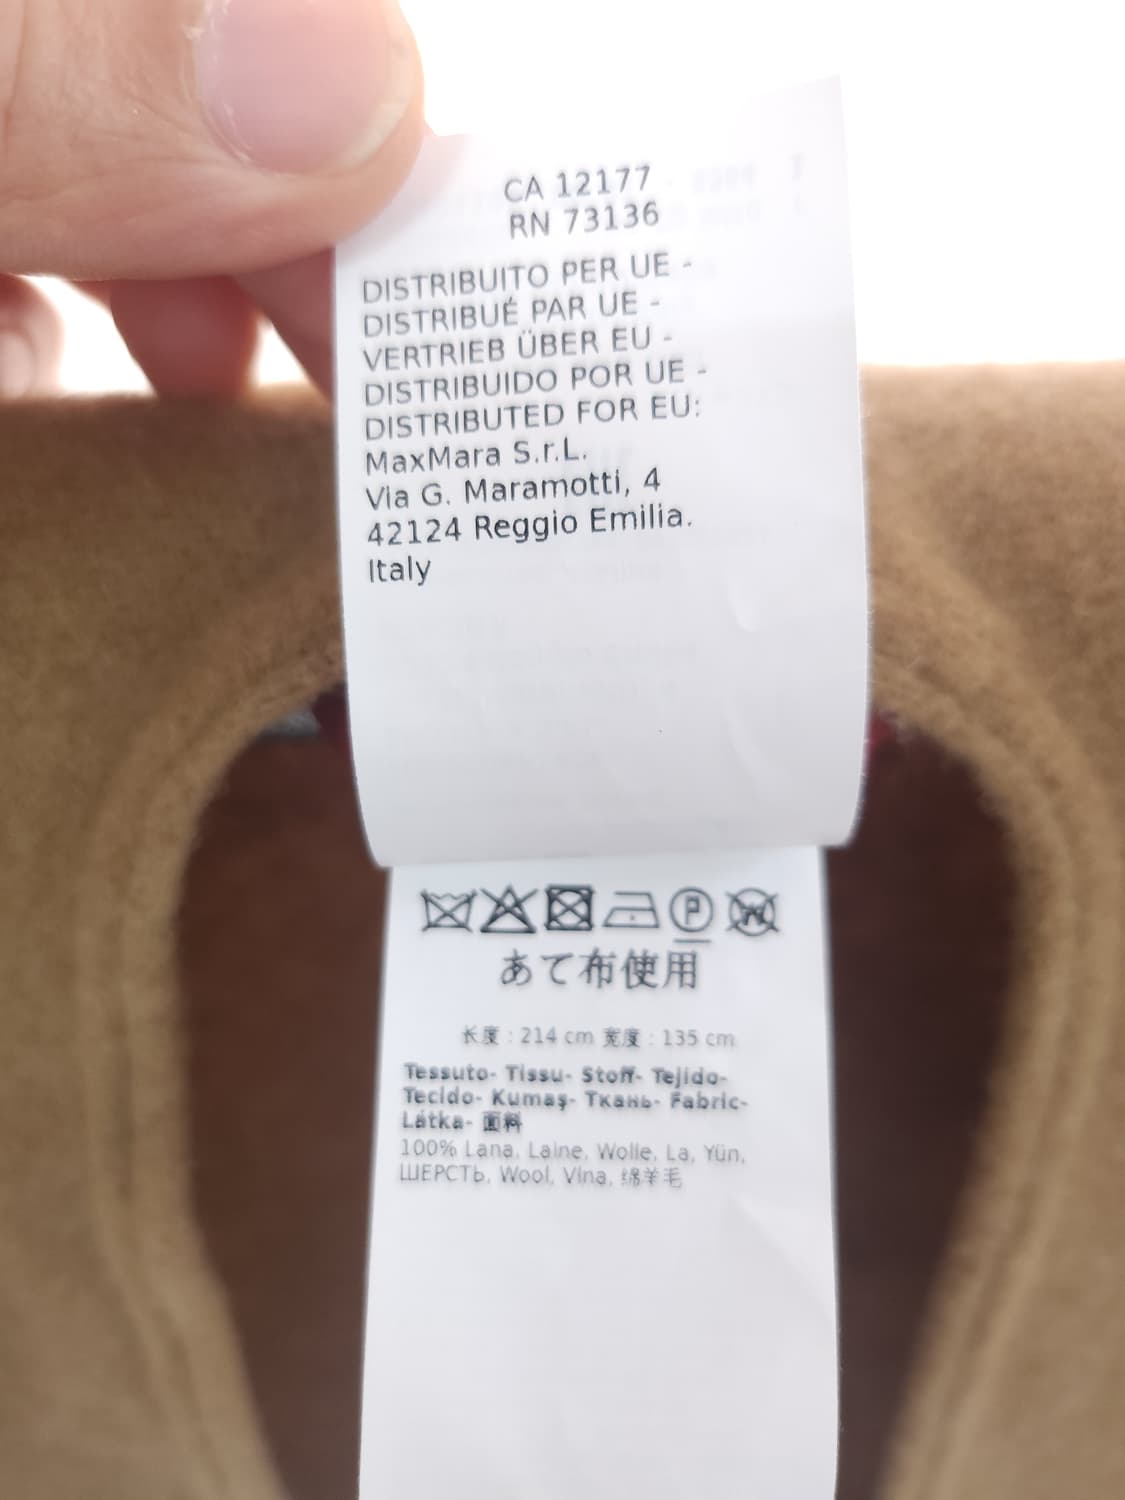 CA 12177
RN 73136
DISTRIBUITO PER UE -
DISTRIBUÉ PAR UE -
VERTRIEB ÜBER EU -
DISTRIBUIDO POR UE -
DISTRIBUTED FOR EU:
MaxMara S.r.L.
Via G. Maramotti, 4
42124 Reggio Emilia.
Italy
あて布使用
长度 : 214 cm 宽度 : 135 cm
Tessuto- Tissu- Stoff- Tejido-
Tecido- Kumaş- Ткань- Fabric-
Látka- 面料
100% Lana, Laine, Wolle, La, Yün,
ШЕРСТЬ, Wool, Vlna, 绵羊毛